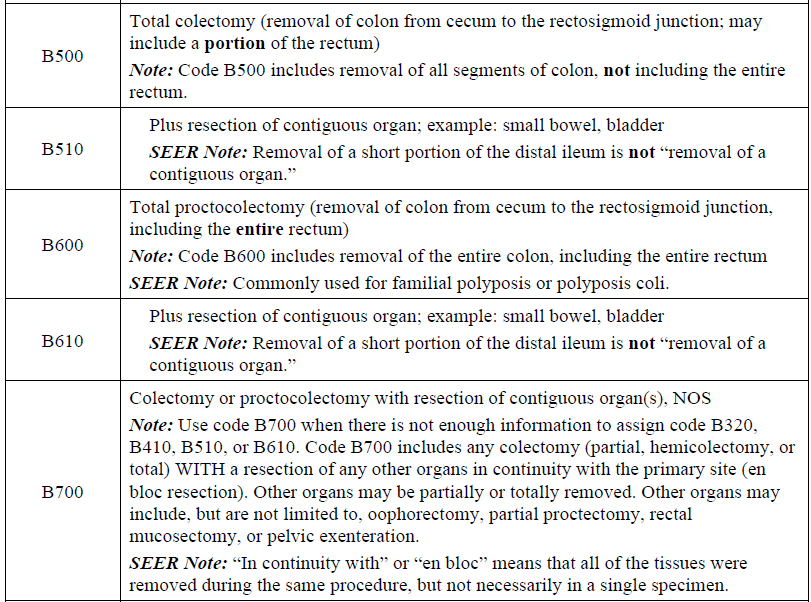 Total colectomy (removal of colon from cecum to the rectosigmoid junction; may
include a portion of the rectum)
B500
Note: Code B500 includes removal of all segments of colon, not including the entire
rectum.
Plus resection of contiguous organ; example: small bowel, bladder
B510
SEER Note: Removal of a short portion of the distal ileum is not “removal of a
contiguous organ.”
Total proctocolectomy (removal of colon from cecum to the rectosigmoid junction,
including the entire rectum)
B600
Note: Code B600 includes removal of the entire colon, including the entire rectum
SEER Note: Commonly used for familial polyposis or polyposis coli.
Plus resection of contiguous organ; example: small bowel, bladder
B610
SEER Note: Removal of a short portion of the distal ileum is not “removal of a
contiguous organ.”
Colectomy or proctocolectomy with resection of contiguous organ(s), NOS
Note: Use code B700 when there is not enough information to assign code B320,
B410, B510, or B610. Code B700 includes any colectomy (partial, hemicolectomy, or
total) WITH a resection of any other organs in continuity with the primary site (en
B700
bloc resection). Other organs may be partially or totally removed. Other organs may
include, but are not limited to, oophorectomy, partial proctectomy, rectal
mucosectomy, or pelvic exenteration.
SEER Note: “In continuity with” or “en bloc” means that all of the tissues were
removed during the same procedure, but not necessarily in a single specimen.